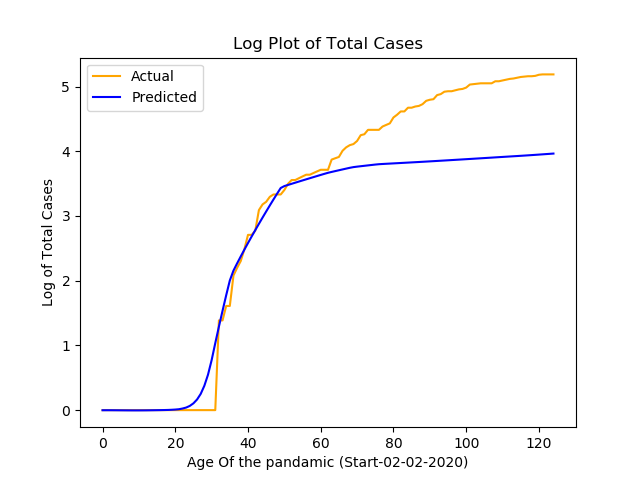 Log Plot of Total Cases
Actual
Predicted
Log of Total Cases
5
4
3
2
1
0
0 20 40 60 80 100 120
Age Of the pandamic (Start-02-02-2020)